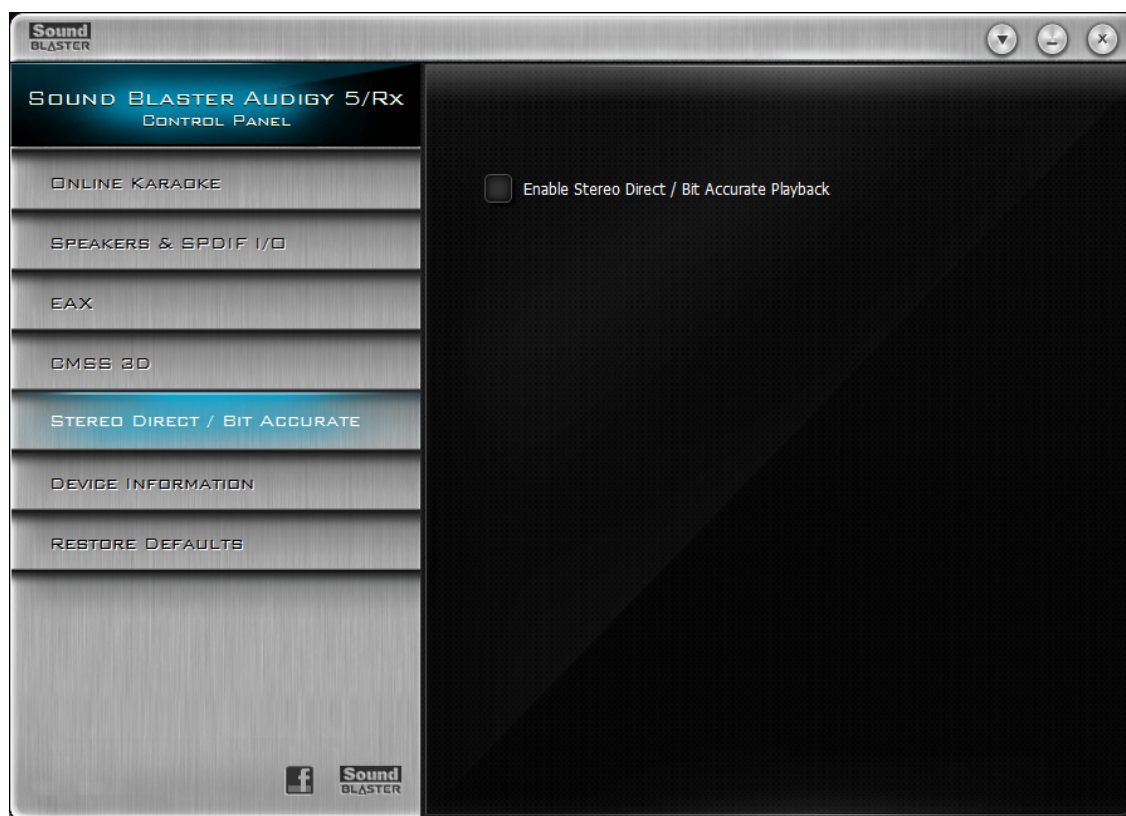 Sound
BLASTER
Sound Blaster Audigy 5/Rx
Control Panel
Online Karaoke
Speakers & SPDIF I/O
EAX
CMSS 3D
Stereo Direct / Bit Accurate
Device Information
Restore Defaults
Enable Stereo Direct / Bit Accurate Playback
f
Sound
BLASTER